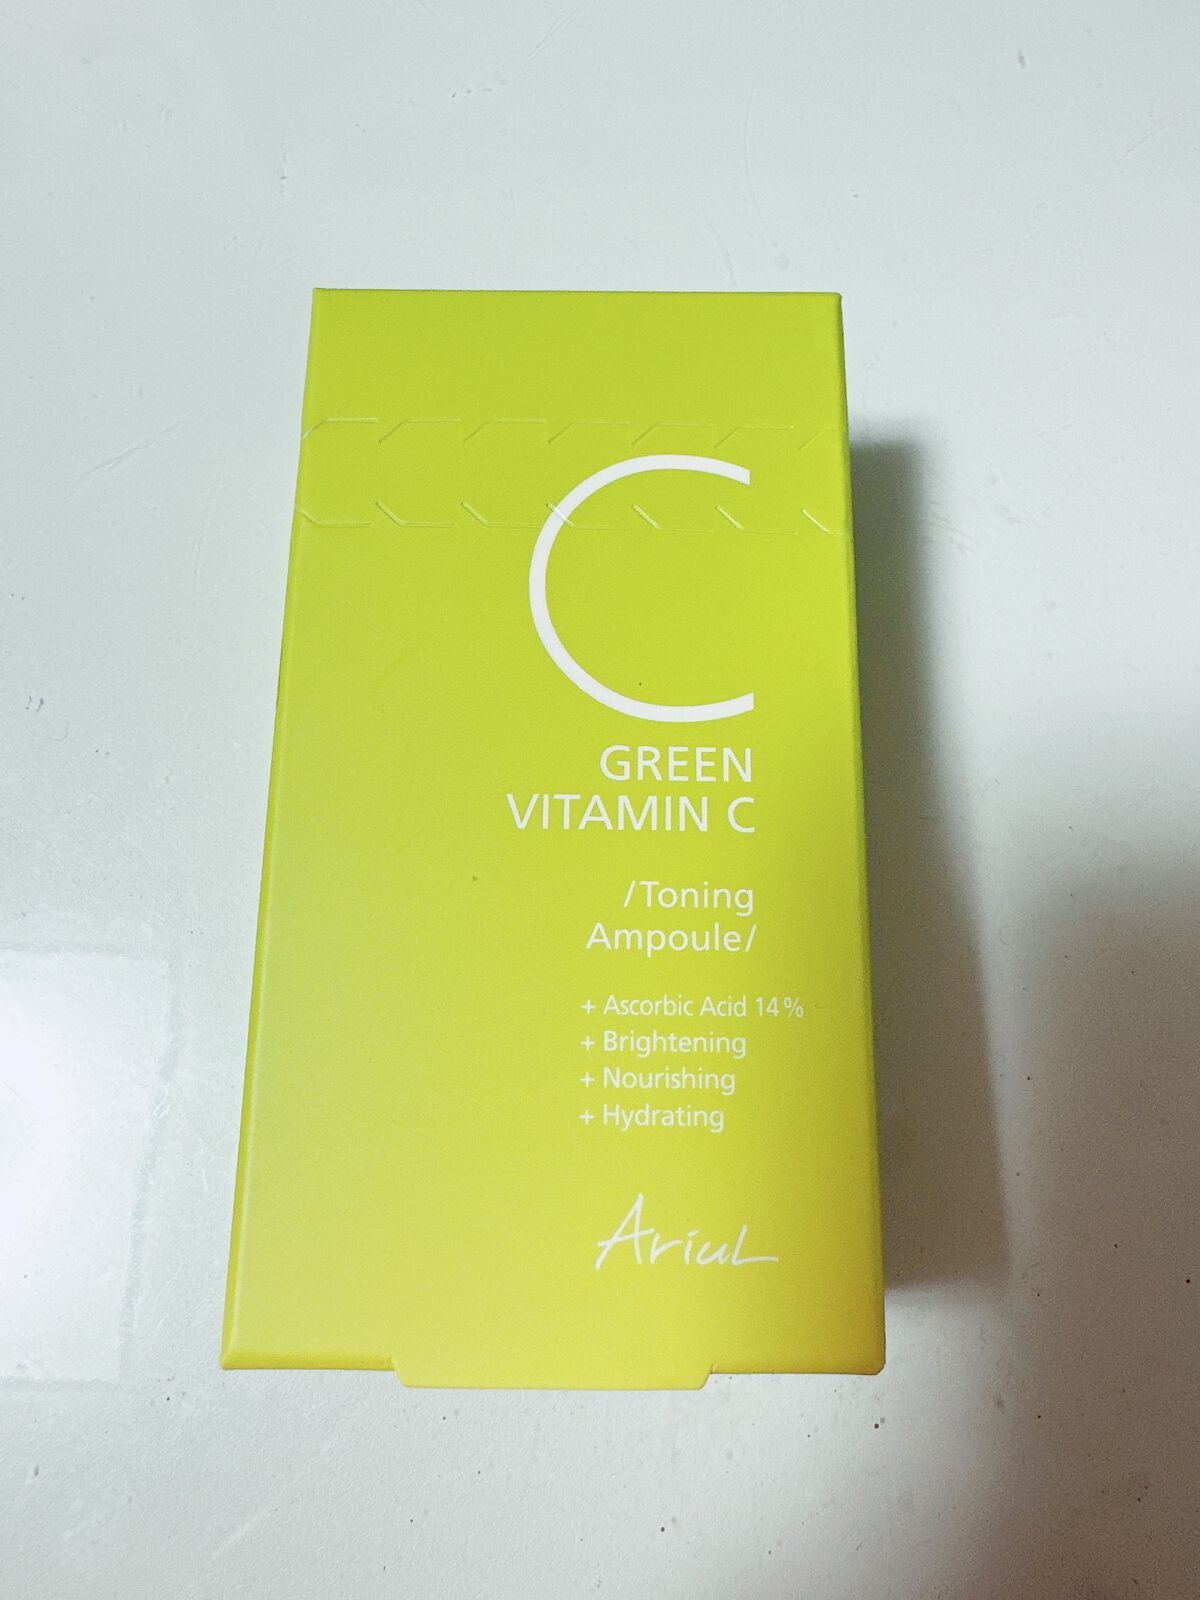 C
GREEN
VITAMIN C
/Toning
Ampoule/
+ Ascorbic Acid 14%
+ Brightening
+ Nourishing
+ Hydrating
Ariul